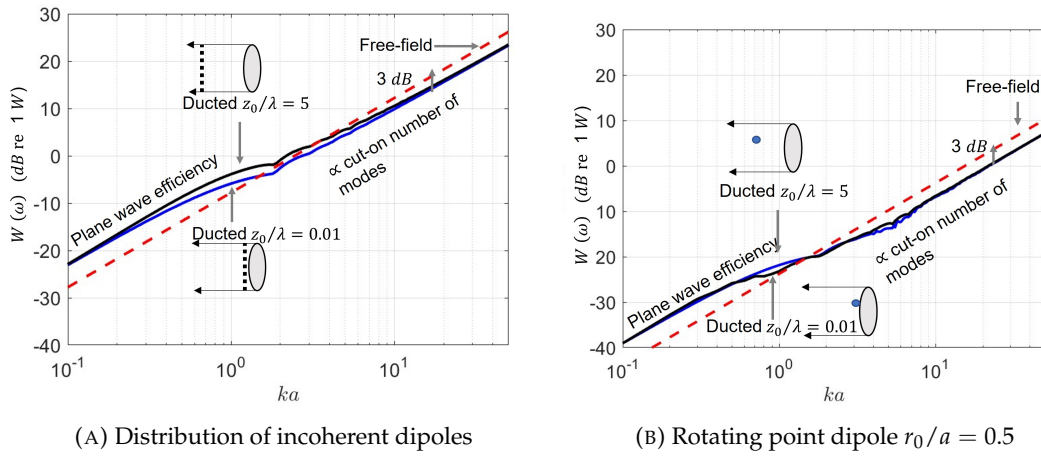 30
20
10
0
-10
-20
-30
-40
W (ω) (dB re 1 W)
Free-field
3 dB
Ducted z₀/λ = 5
∝ cut-on number of
modes
Plane wave efficiency
Ducted z₀/λ = 0.01
10⁻¹
10⁰
10¹
ka
(A) Distribution of incoherent dipoles
30
20
10
0
-10
-20
-30
-40
W (ω) (dB re 1 W)
Free-field
3 dB
Ducted z₀/λ = 5
∝ cut-on number of
modes
Plane wave efficiency
Ducted z₀/λ = 0.01
10⁻¹
10⁰
10¹
ka
(B) Rotating point dipole r₀/a = 0.5